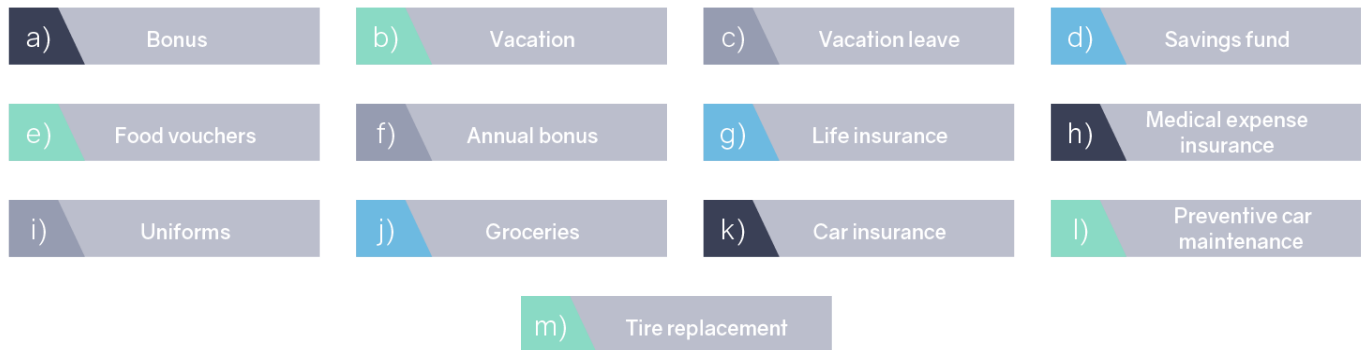 a) Bonus
b) Vacation
c) Vacation leave
d) Savings fund
e) Food vouchers
f) Annual bonus
g) Life insurance
h) Medical expense
insurance
i) Uniforms
j) Groceries
k) Car insurance
l) Preventive car
maintenance
m) Tire replacement